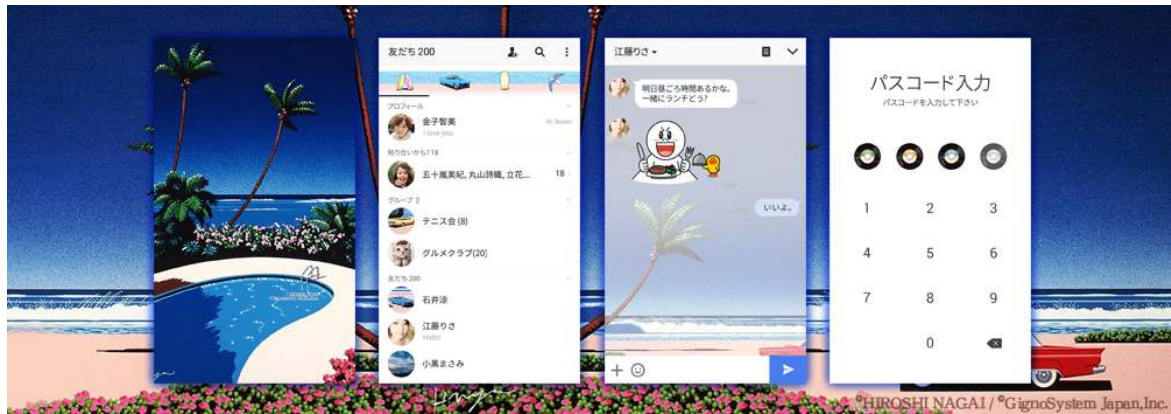 友だち 200
プロフィール
金子智美
I love you
知り合いかも? 18
五十嵐美紀, 丸山詩織, 立花...
18
グループ 2
テニス会 (8)
グルメクラブ(20)
友だち 200
石井涼
江藤りさ
Hello!
小黒まさみ
江藤りさ
明日昼ごろ時間あるかな。
一緒にランチどう?
いいよ。
パスコード入力
パスコードを入力して下さい
1 2 3
4 5 6
7 8 9
0
©HIROSHI NAGAI / ©GignoSystem Japan,Inc.